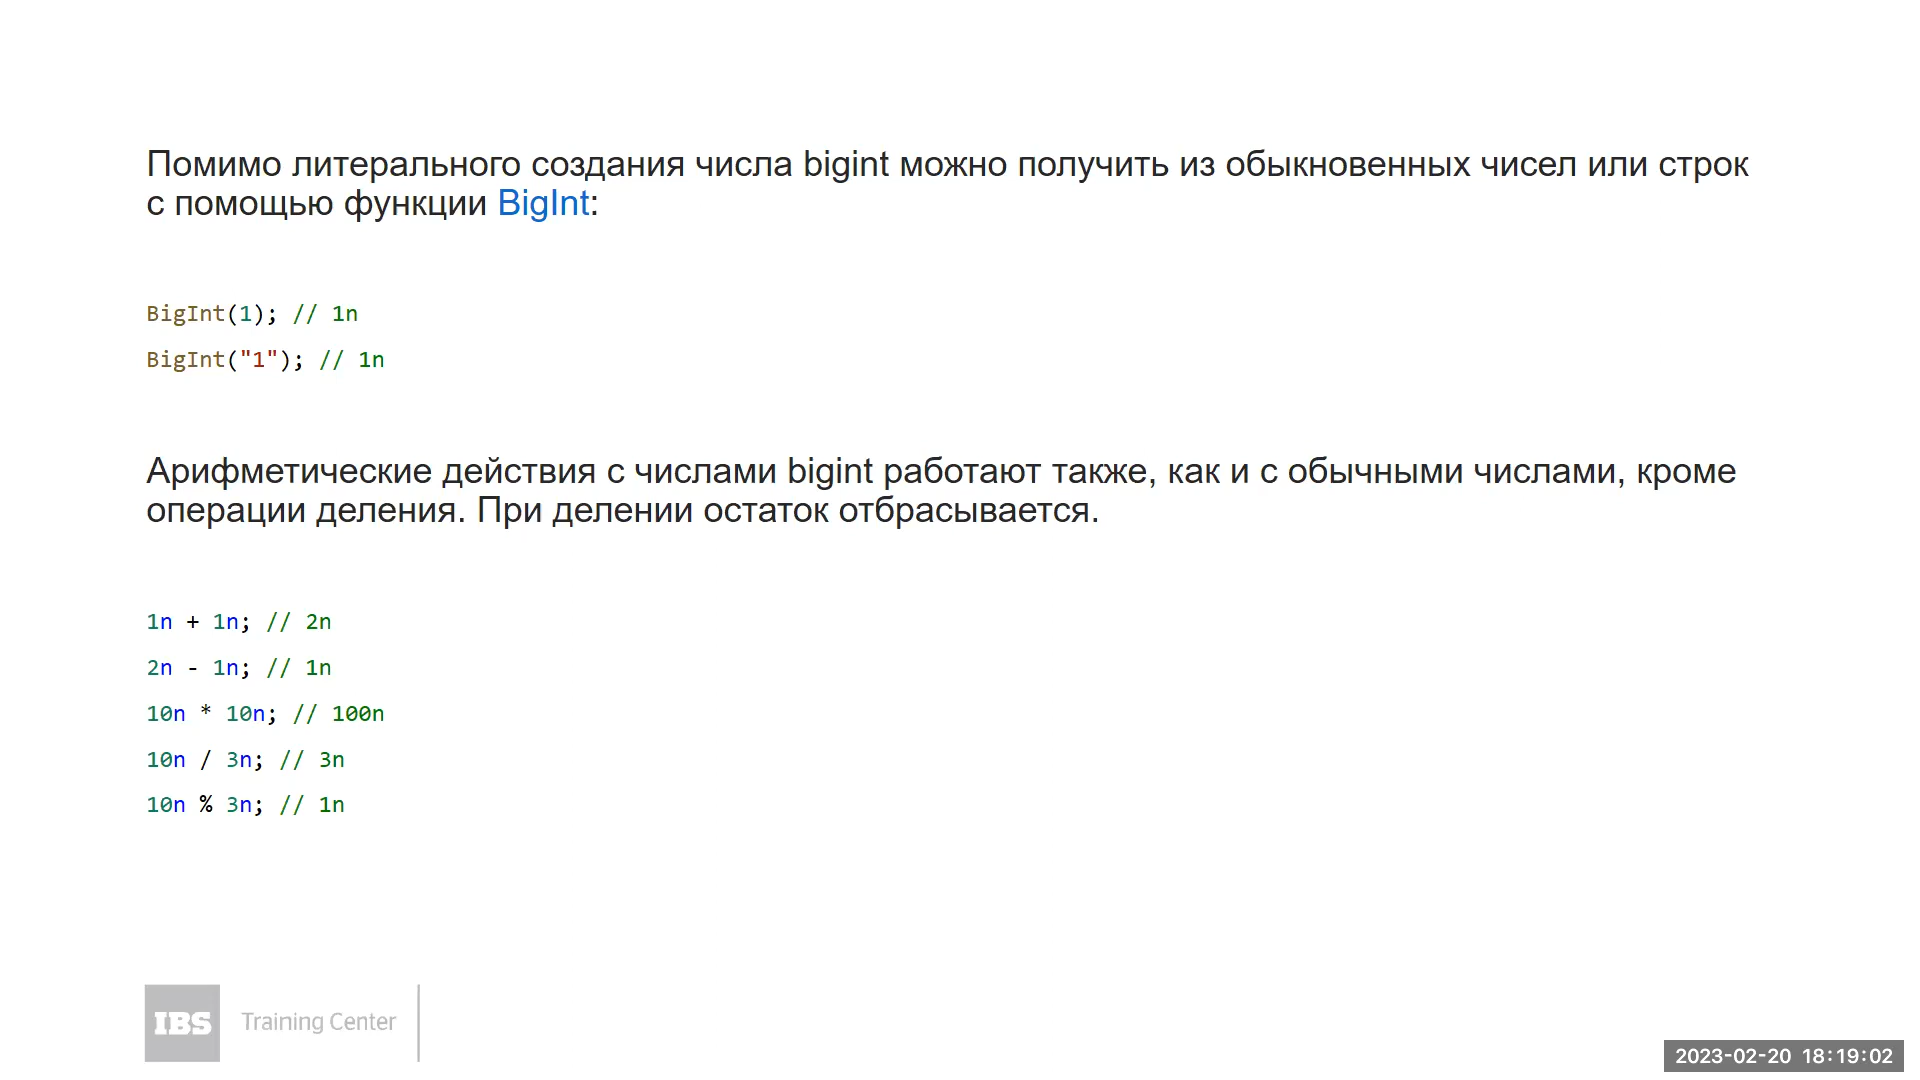 Помимо литерального создания числа bigint можно получить из обыкновенных чисел или строк
с помощью функции BigInt:
BigInt(1); // 1n
BigInt("1"); // 1n
Арифметические действия с числами bigint работают также, как и с обычными числами, кроме
операции деления. При делении остаток отбрасывается.
1n + 1n; // 2n
2n - 1n; // 1n
10n * 10n; // 100n
10n / 3n; // 3n
10n % 3n; // 1n
IBS Training Center
2023-02-20 18:19:02